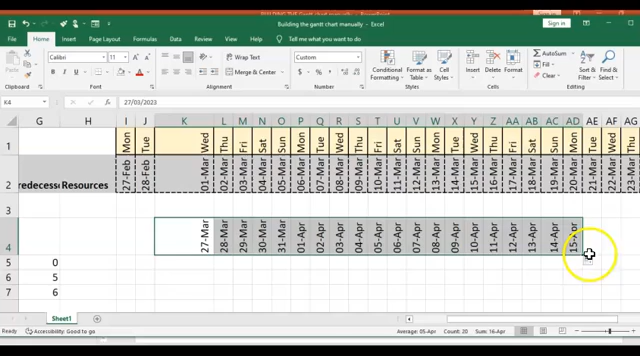 Building the gantt chart manually - Excel
Sign in
File Home Insert Page Layout Formulas Data Review View Help Tell me what you want to do
Calibri 11 Wrap Text Custom AutoSum
Fill
Clear
Merge & Center
Conditional Formatting Format as Table Cell Styles Insert Delete Format Sort & Filter Find & Select
Clipboard Font Alignment Number Styles Cells Editing
K4 27/03/2023
G H I J K L M N O P Q R S T U V W X Y Z AA AB AC AD AE AF AG
1 Mon Tue Wed Thu Fri Sat Sun Mon Tue Wed Thu Fri Sat Sun Mon Tue Wed Thu Fri Sat Sun Mon Tue Wed Thu
2 redecess Resources 27-Feb 28-Feb 01-Mar 02-Mar 03-Mar 04-Mar 05-Mar 06-Mar 07-Mar 08-Mar 09-Mar 10-Mar 11-Mar 12-Mar 13-Mar 14-Mar 15-Mar 16-Mar 17-Mar 18-Mar 19-Mar 20-Mar 21-Mar 22-Mar 23-Mar
3
4 27-Mar 28-Mar 29-Mar 30-Mar 31-Mar 01-Apr 02-Apr 03-Apr 04-Apr 05-Apr 06-Apr 07-Apr 08-Apr 09-Apr 10-Apr 11-Apr 12-Apr 13-Apr 14-Apr 15-Apr
5 0
6 5
7 6
Sheet1
Ready Accessibility: Good to go Average: 05-Apr Count: 20 Sum: 16-Apr 100%